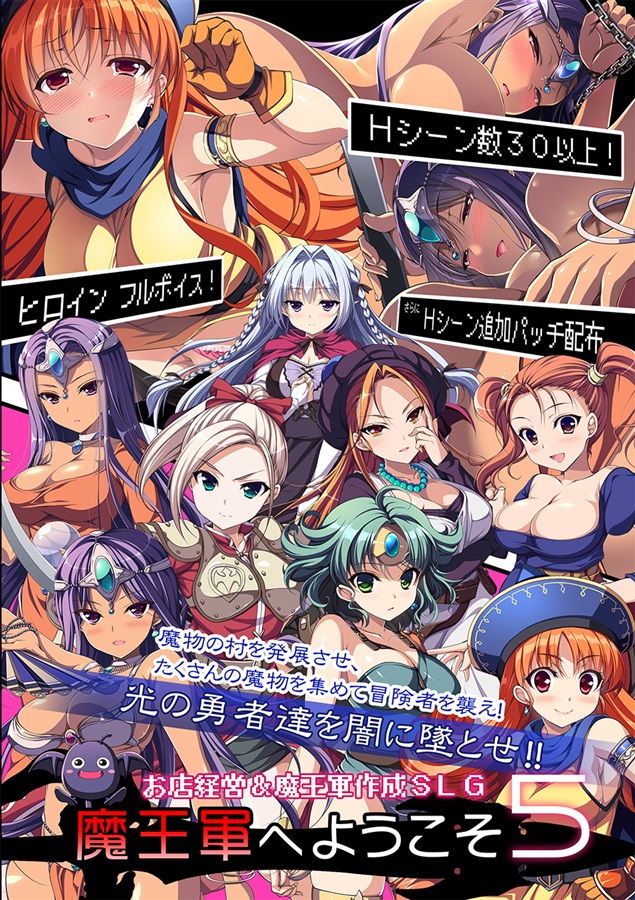 Hシーン数30以上!
ヒロイン フルボイス!
さらに Hシーン追加パッチ配布
魔物の村を発展させ、
たくさんの魔物を集めて冒険者を襲え!
光の勇者達を闇に墜とせ!!
お店経営&魔王軍作成SLG
魔王軍へようこそ5